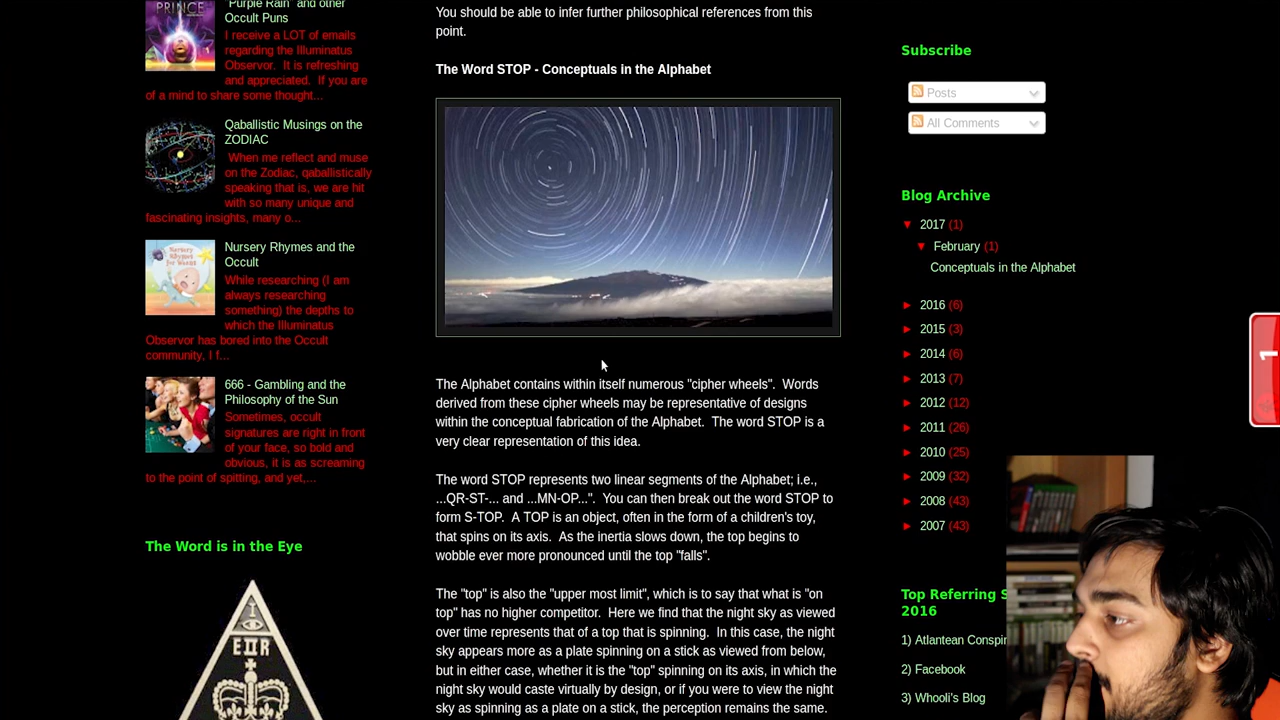 "Purple Rain" and other
Occult Puns
PRINCE
I receive a LOT of emails
regarding the Illuminatus
Observor.  It is refreshing
and appreciated.  If you are
of a mind to share some thought...
Qaballistic Musings on the
ZODIAC
When me reflect and muse
on the Zodiac, qaballistically
speaking that is, we are hit
with so many unique and
fascinating insights, many o...
Nursery Rhymes and the
Occult
While researching (I am
always researching
something) the depths to
which the Illuminatus
Observor has bored into the Occult
community, I f...
666 - Gambling and the
Philosophy of the Sun
Sometimes, occult
signatures are right in front
of your face, so bold and
obvious, it is as screaming
to the point of spitting, and yet,...
The Word is in the Eye
I
E II R
You should be able to infer further philosophical references from this
point.
The Word STOP - Conceptuals in the Alphabet
The Alphabet contains within itself numerous "cipher wheels".  Words
derived from these cipher wheels may be representative of designs
within the conceptual fabrication of the Alphabet.  The word STOP is a
very clear representation of this idea.
The word STOP represents two linear segments of the Alphabet; i.e.,
...QR-ST-... and ...MN-OP...".  You can then break out the word STOP to
form S-TOP.  A TOP is an object, often in the form of a children's toy,
that spins on its axis.  As the inertia slows down, the top begins to
wobble ever more pronounced until the top "falls".
The "top" is also the "upper most limit", which is to say that what is "on
top" has no higher competitor.  Here we find that the night sky as viewed
over time represents that of a top that is spinning.  In this case, the night
sky appears more as a plate spinning on a stick as viewed from below,
but in either case, whether it is the "top" spinning on its axis, in which the
night sky would caste virtually by design, or if you were to view the night
sky as spinning as a plate on a stick, the perception remains the same.
Subscribe
Posts
All Comments
Blog Archive
▼ 2017 (1)
▼ February (1)
Conceptuals in the Alphabet
► 2016 (6)
► 2015 (3)
► 2014 (6)
► 2013 (7)
► 2012 (12)
► 2011 (26)
► 2010 (25)
► 2009 (32)
► 2008 (43)
► 2007 (43)
1
Top Referring S
2016
1) Atlantean Conspir
2) Facebook
3) Whooli's Blog